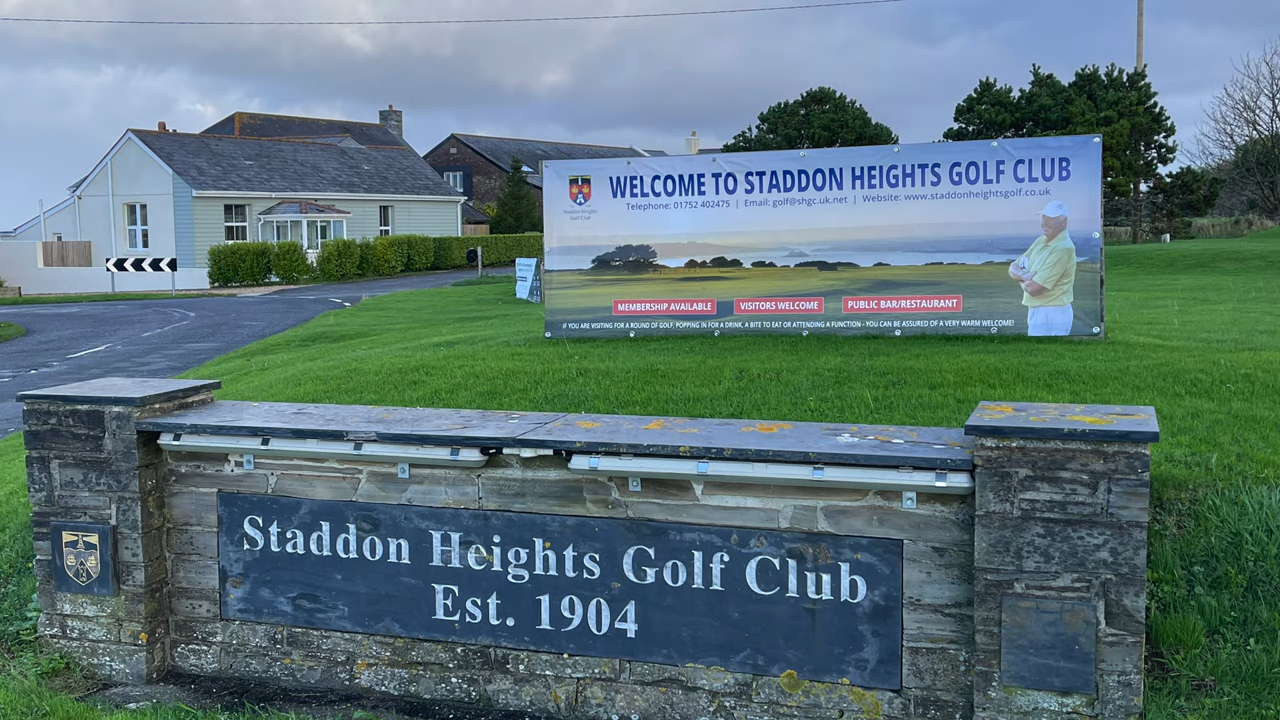 WELCOME TO STADDON HEIGHTS GOLF CLUB
Telephone: 01752 402475 | Email: golf@shgc.uk.net | Website: www.staddonheightsgolf.co.uk
Staddon Heights
Golf Club
MEMBERSHIP AVAILABLE
VISITORS WELCOME
PUBLIC BAR/RESTAURANT
IF YOU ARE VISITING FOR A ROUND OF GOLF, POPPING IN FOR A DRINK, A BITE TO EAT OR ATTENDING A FUNCTION - YOU CAN BE ASSURED OF A VERY WARM WELCOME!
Staddon Heights Golf Club
Est. 1904